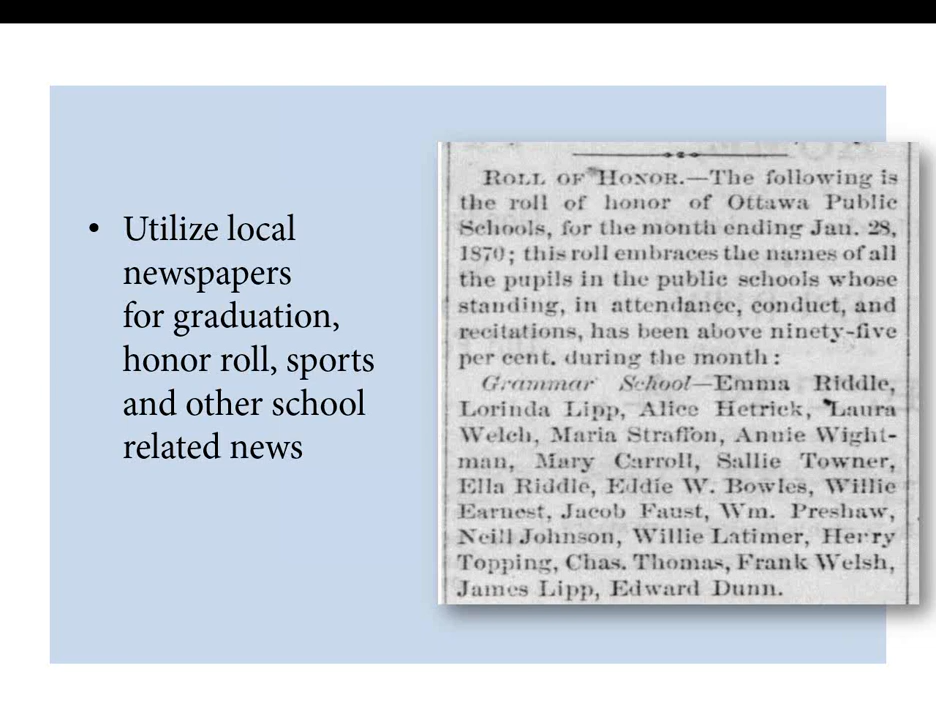 • Utilize local
newspapers
for graduation,
honor roll, sports
and other school
related news
ROLL OF HONOR.—The following is
the roll of honor of Ottawa Public
Schools, for the month ending Jan. 28,
1870; this roll embraces the names of all
the pupils in the public schools whose
standing, in attendance, conduct, and
recitations, has been above ninety-five
per cent. during the month:
Grammar School—Emma Riddle,
Lorinda Lipp, Alice Hetrick, Laura
Welch, Maria Straffon, Annie Wight-
man, Mary Carroll, Sallie Towner,
Ella Riddle, Eddie W. Bowles, Willie
Earnest, Jacob Faust, Wm. Preshaw,
Neill Johnson, Willie Latimer, Herry
Topping, Chas. Thomas, Frank Welsh,
James Lipp, Edward Dunn.